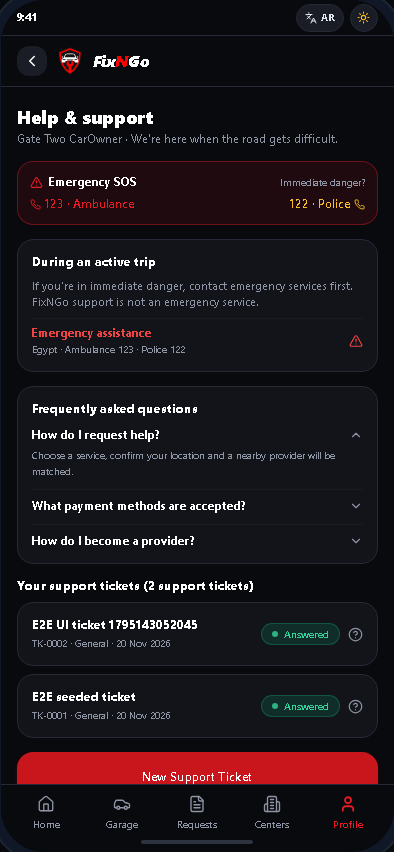 9:41
AR
FixNGo
Help & support
Gate Two CarOwner · We're here when the road gets difficult.
Emergency SOS
Immediate danger?
123 · Ambulance
122 · Police
During an active trip
If you're in immediate danger, contact emergency services first.
FixNGo support is not an emergency service.
Emergency assistance
Egypt · Ambulance 123 · Police 122
Frequently asked questions
How do I request help?
Choose a service, confirm your location and a nearby provider will be
matched.
What payment methods are accepted?
How do I become a provider?
Your support tickets (2 support tickets)
E2E UI ticket 1795143052045
TK-0002 · General · 20 Nov 2026
Answered
E2E seeded ticket
TK-0001 · General · 20 Nov 2026
Answered
New Support Ticket
Home
Garage
Requests
Centers
Profile